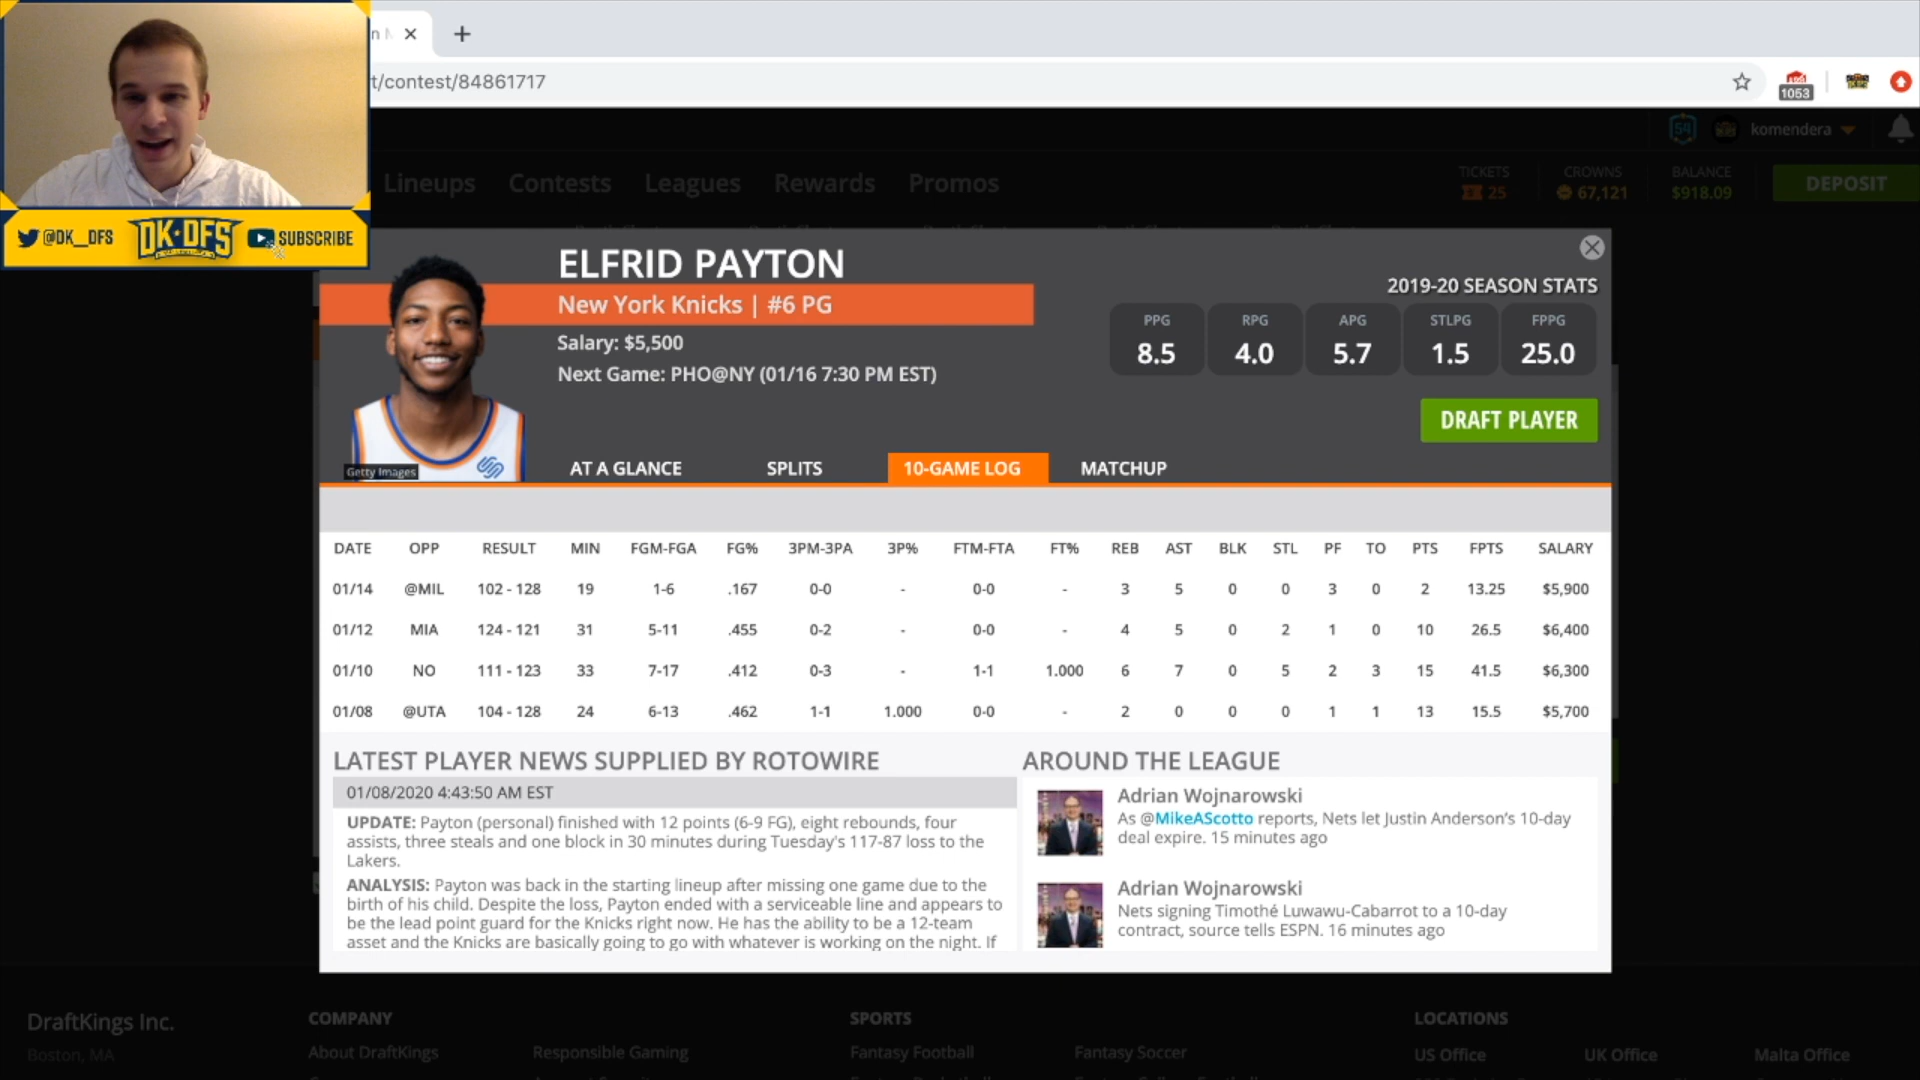 t/contest/84861717
1053
54
komendera
Lineups Contests Leagues Rewards Promos
TICKETS
25
CROWNS
67,121
BALANCE
$918.09
DEPOSIT
@DK__DFS
DK★DFS
SUBSCRIBE
ELFRID PAYTON
New York Knicks | #6 PG
Salary: $5,500
Next Game: PHO@NY (01/16 7:30 PM EST)
2019-20 SEASON STATS
PPG RPG APG STLPG FPPG
8.5 4.0 5.7 1.5 25.0
DRAFT PLAYER
Getty Images
AT A GLANCE SPLITS 10-GAME LOG MATCHUP
DATE OPP RESULT MIN FGM-FGA FG% 3PM-3PA 3P% FTM-FTA FT% REB AST BLK STL PF TO PTS FPTS SALARY
01/14 @MIL 102 - 128 19 1-6 .167 0-0 - 0-0 - 3 5 0 0 3 0 2 13.25 $5,900
01/12 MIA 124 - 121 31 5-11 .455 0-2 - 0-0 - 4 5 0 2 1 0 10 26.5 $6,400
01/10 NO 111 - 123 33 7-17 .412 0-3 - 1-1 1.000 6 7 0 5 2 3 15 41.5 $6,300
01/08 @UTA 104 - 128 24 6-13 .462 1-1 1.000 0-0 - 2 0 0 0 1 1 13 15.5 $5,700
LATEST PLAYER NEWS SUPPLIED BY ROTOWIRE
01/08/2020 4:43:50 AM EST
UPDATE: Payton (personal) finished with 12 points (6-9 FG), eight rebounds, four
assists, three steals and one block in 30 minutes during Tuesday's 117-87 loss to the
Lakers.
ANALYSIS: Payton was back in the starting lineup after missing one game due to the
birth of his child. Despite the loss, Payton ended with a serviceable line and appears to
be the lead point guard for the Knicks right now. He has the ability to be a 12-team
asset and the Knicks are basically going to go with whatever is working on the night. If
AROUND THE LEAGUE
Adrian Wojnarowski
As @MikeAScotto reports, Nets let Justin Anderson's 10-day
deal expire. 15 minutes ago
Adrian Wojnarowski
Nets signing Timothé Luwawu-Cabarrot to a 10-day
contract, source tells ESPN. 16 minutes ago
DraftKings Inc.
Boston, MA
COMPANY
About DraftKings
Responsible Gaming
SPORTS
Fantasy Football
Fantasy Soccer
LOCATIONS
US Office
UK Office
Malta Office